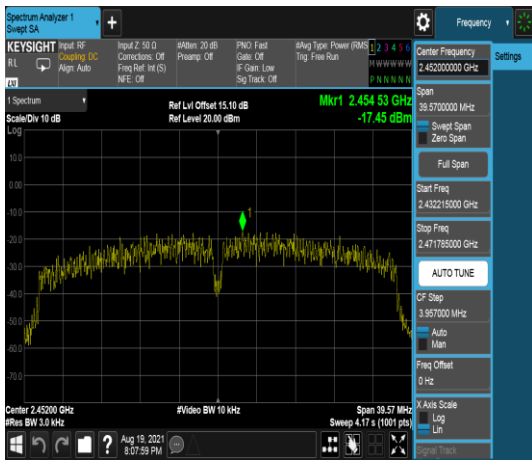 Spectrum Analyzer 1
Swept SA
Frequency
Settings
KEYSIGHT
RL
LXI
Input: RF
Coupling: DC
Align: Auto
Input Z: 50 Ω
Corrections: Off
Freq Ref: Int (S)
NFE: Off
#Atten: 20 dB
Preamp: Off
PNO: Fast
Gate: Off
IF Gain: Low
Sig Track: Off
#Avg Type: Power (RMS
Trig: Free Run
1 2 3 4 5 6
M W W W W W
P N N N N N
1 Spectrum
Scale/Div 10 dB
Log
Ref Lvl Offset 15.10 dB
Ref Level 20.00 dBm
Mkr1 2.454 53 GHz
-17.45 dBm
1
10.0
0.00
-10.0
-20.0
-30.0
-40.0
-50.0
-60.0
-70.0
Center 2.45200 GHz
#Res BW 3.0 kHz
#Video BW 10 kHz
Span 39.57 MHz
Sweep 4.17 s (1001 pts)
Aug 19, 2021
8:07:59 PM
Center Frequency
2.452000000 GHz
Span
39.5700000 MHz
Swept Span
Zero Span
Full Span
Start Freq
2.432215000 GHz
Stop Freq
2.471785000 GHz
AUTO TUNE
CF Step
3.957000 MHz
Auto
Man
Freq Offset
0 Hz
X Axis Scale
Log
Lin
Signal Track